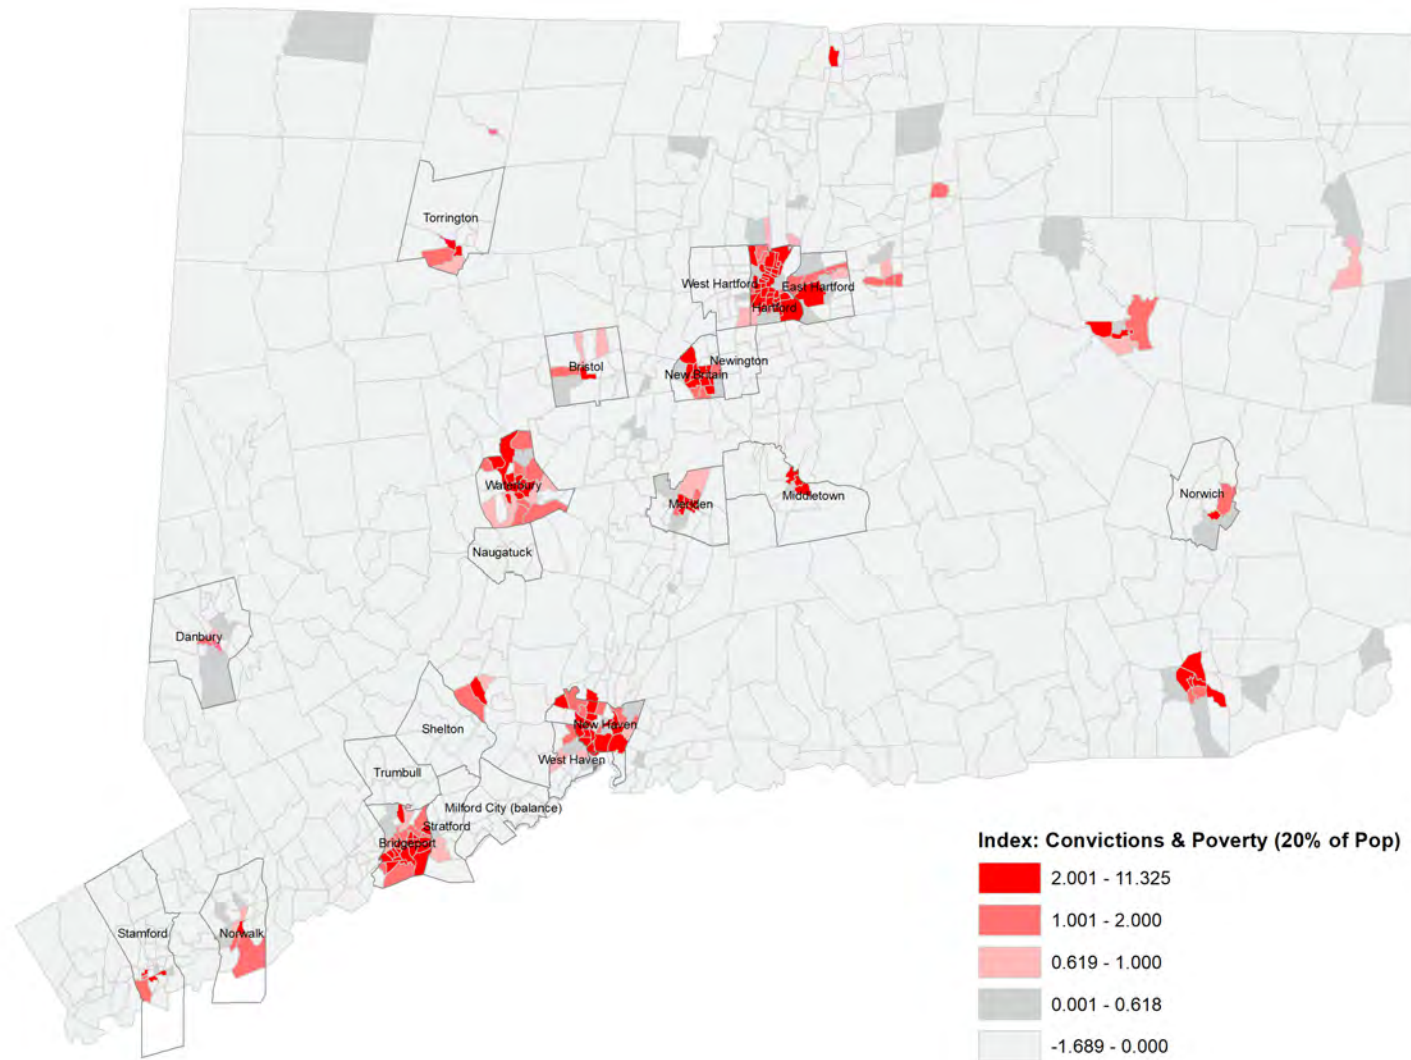 Torrington
West Hartford
East Hartford
Hartford
Bristol
Newington
New Britain
Waterbury
Meriden
Middletown
Norwich
Naugatuck
Danbury
Shelton
New Haven
West Haven
Trumbull
Milford City (balance)
Stratford
Bridgeport
Stamford
Norwalk
Index: Convictions & Poverty (20% of Pop)
2.001 - 11.325
1.001 - 2.000
0.619 - 1.000
0.001 - 0.618
-1.689 - 0.000